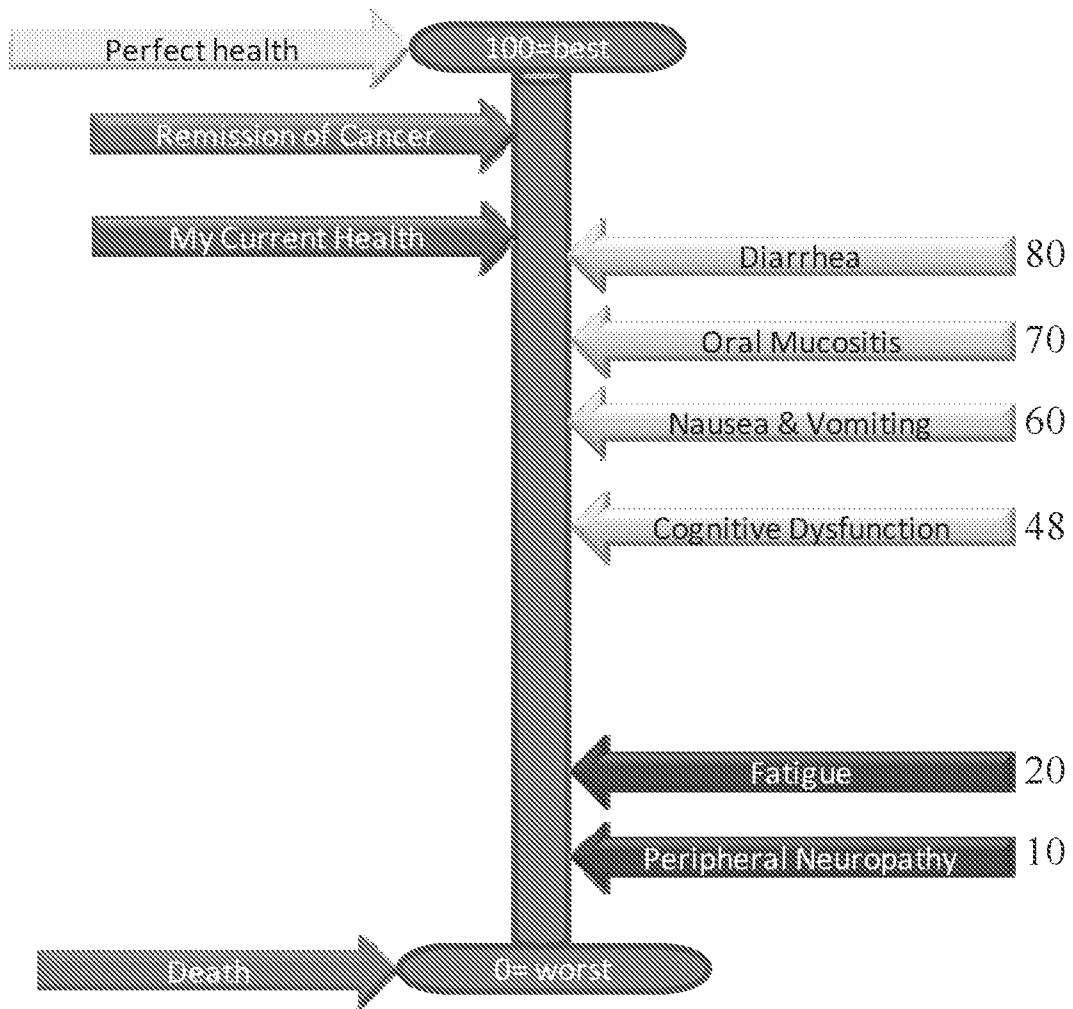 Perfect health
100=best
Remission of Cancer
My Current Health
Diarrhea 80
Oral Mucositis 70
Nausea & Vomiting 60
Cognitive Dysfunction 48
Fatigue 20
Peripheral Neuropathy 10
Death
0= worst